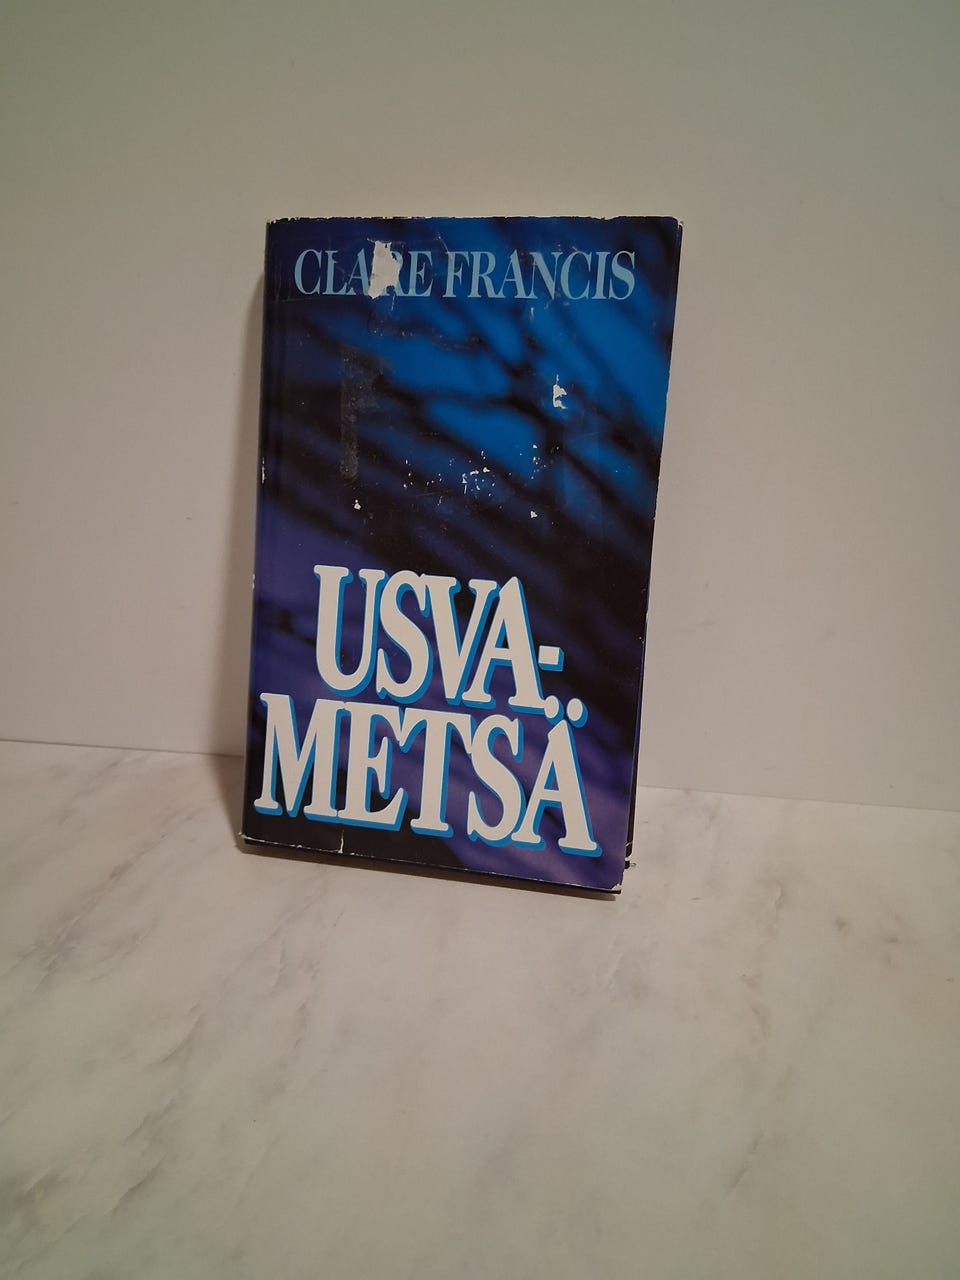 CLARE FRANCIS
USVA-
METSÄ